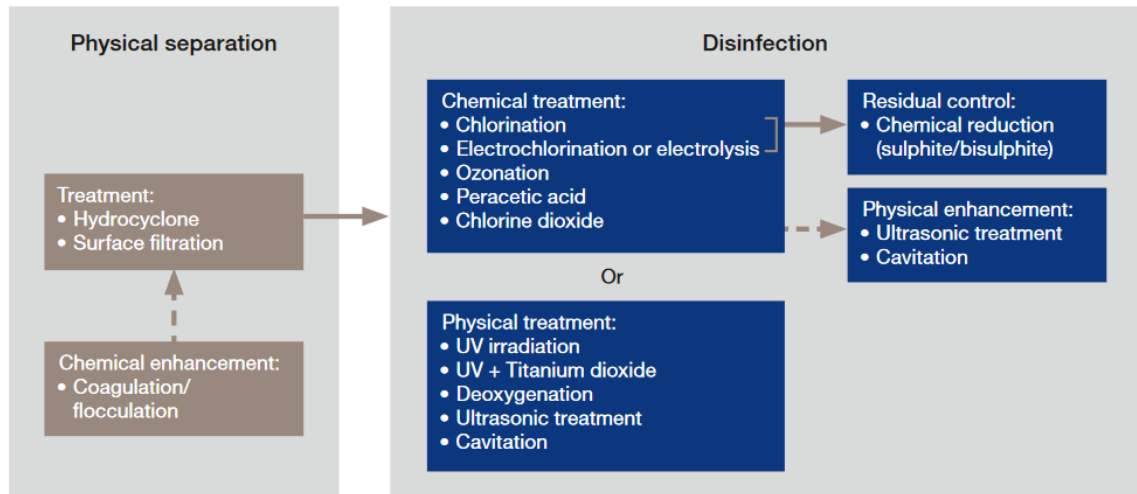 Physical separation
Treatment:
• Hydrocyclone
• Surface filtration
Chemical enhancement:
• Coagulation/
flocculation
Disinfection
Chemical treatment:
• Chlorination
• Electrochlorination or electrolysis
• Ozonation
• Peracetic acid
• Chlorine dioxide
Or
Physical treatment:
• UV irradiation
• UV + Titanium dioxide
• Deoxygenation
• Ultrasonic treatment
• Cavitation
Residual control:
• Chemical reduction
(sulphite/bisulphite)
Physical enhancement:
• Ultrasonic treatment
• Cavitation